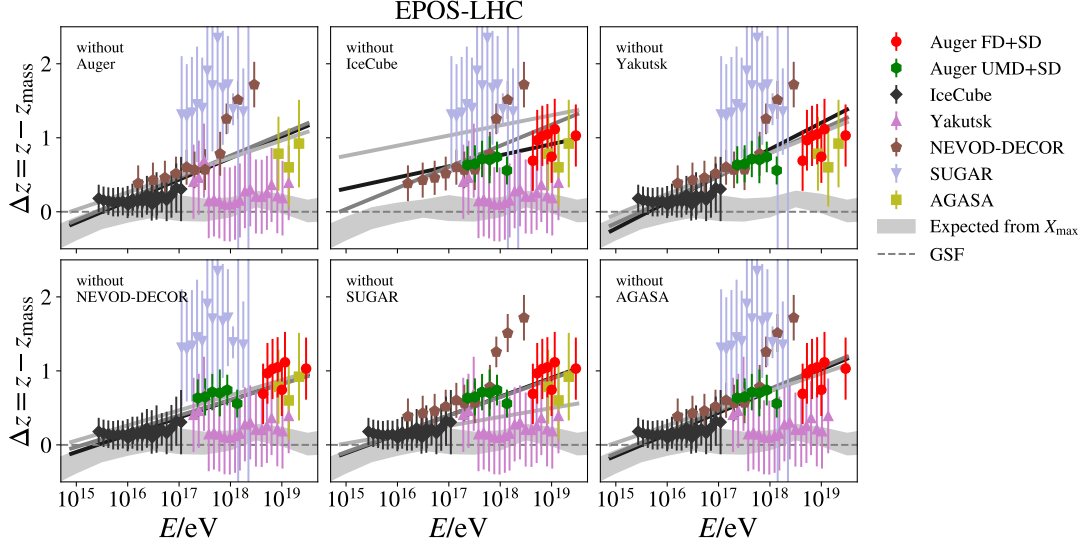 EPOS-LHC
without
Auger
without
IceCube
without
Yakutsk
Δz = z − z_mass
2
1
0
Auger FD+SD
Auger UMD+SD
IceCube
Yakutsk
NEVOD-DECOR
SUGAR
AGASA
Expected from X_max
GSF
without
NEVOD-DECOR
without
SUGAR
without
AGASA
Δz = z − z_mass
2
1
0
10^15 10^16 10^17 10^18 10^19
10^15 10^16 10^17 10^18 10^19
10^15 10^16 10^17 10^18 10^19
E/eV
E/eV
E/eV